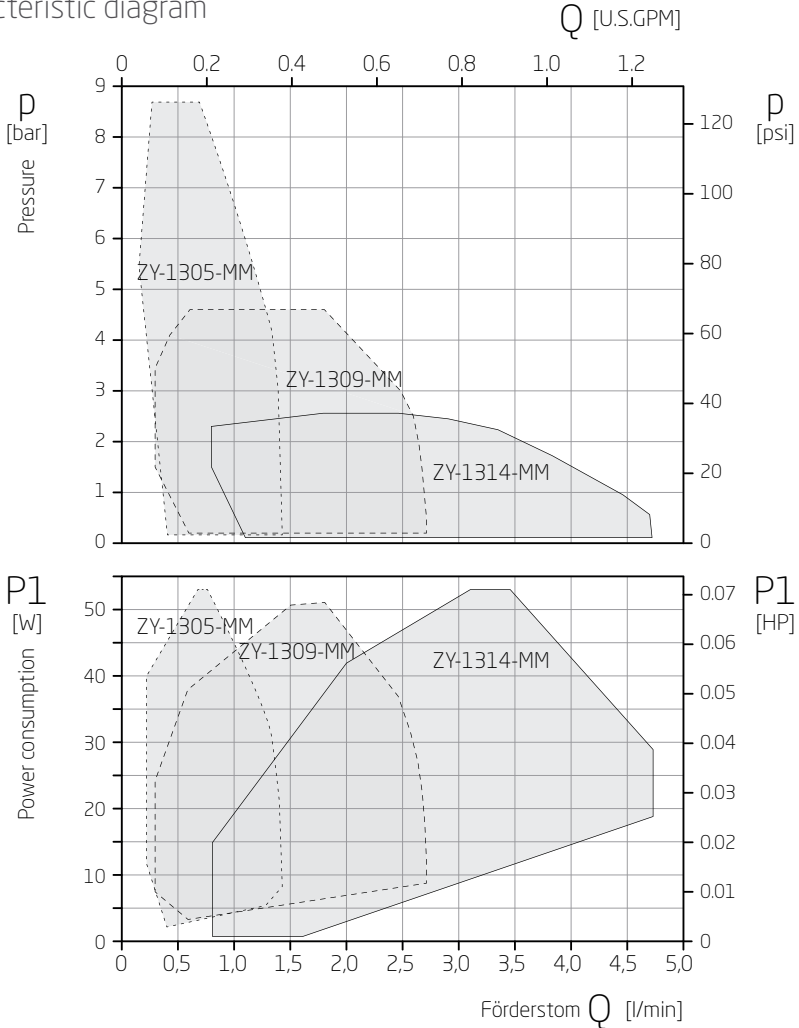 cteristic diagram
Q [U.S.GPM]
0 0.2 0.4 0.6 0.8 1.0 1.2
p
[bar]
Pressure
9
8
7
6
5
4
3
2
1
0
p
[psi]
120
100
80
60
40
20
0
ZY-1305-MM
ZY-1309-MM
ZY-1314-MM
P1
[W]
Power consumption
50
40
30
20
10
0
P1
[HP]
0.07
0.06
0.05
0.04
0.03
0.02
0.01
0
ZY-1305-MM
ZY-1309-MM
ZY-1314-MM
0 0,5 1,0 1,5 2,0 2,5 3,0 3,5 4,0 4,5 5,0
Förderstom Q [l/min]